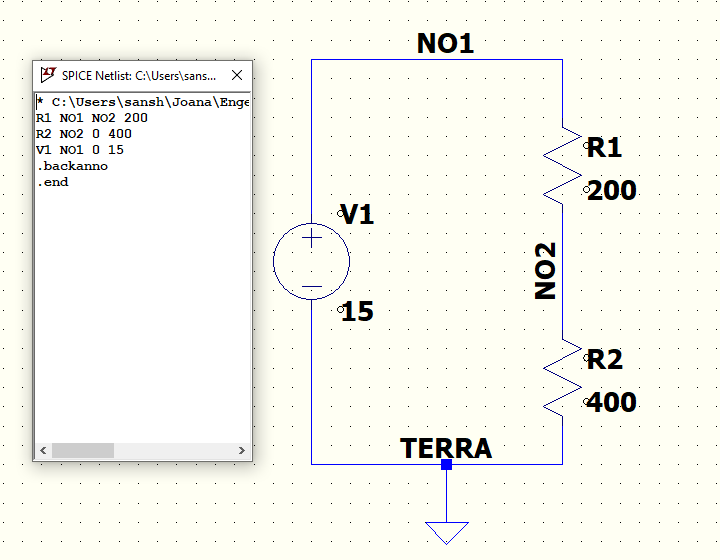 SPICE Netlist: C:\Users\sans...
* C:\Users\sansh\Joana\Enge
R1 NO1 NO2 200
R2 NO2 0 400
V1 NO1 0 15
.backanno
.end
NO1
R1
200
V1
15
NO2
R2
400
TERRA